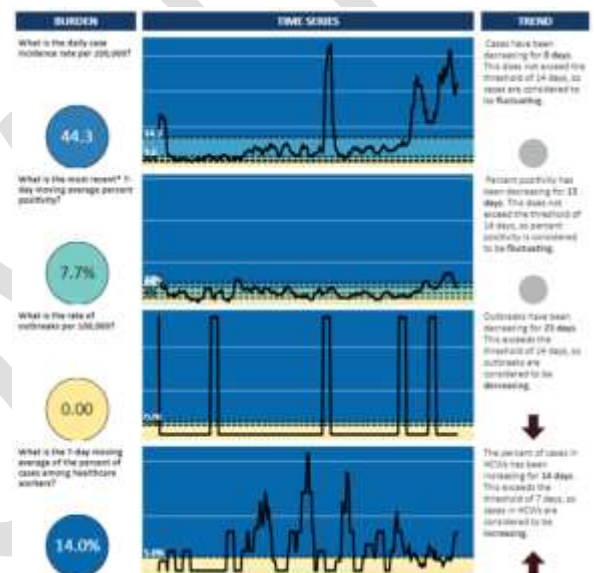 BURDEN
TIME SERIES
TREND
What is the daily case
incidence rate per 100,000?
44.3
Cases have been
decreasing for days.
This does not exceed the
threshold of 14 days, so
cases are considered to
be fluctuating.
What is the most recent* 7-
day moving average percent
positivity?
7.7%
Percent positivity has
been decreasing for 13
days. This does not
exceed the threshold of
14 days, so percent
positivity is considered
to be fluctuating.
What is the rate of
outbreaks per 100,000?
0.00
Outbreaks have been
decreasing for 23 days.
This exceeds the
threshold of 14 days, so
outbreaks are
considered to be
decreasing.
What is the 7-day moving
average of the percent of
cases among healthcare
workers?
14.0%
5.0%
The percent of cases in
HCWs has been
increasing for 14 days.
This exceeds the
threshold of 7 days, so
cases in HCWs are
considered to be
increasing.